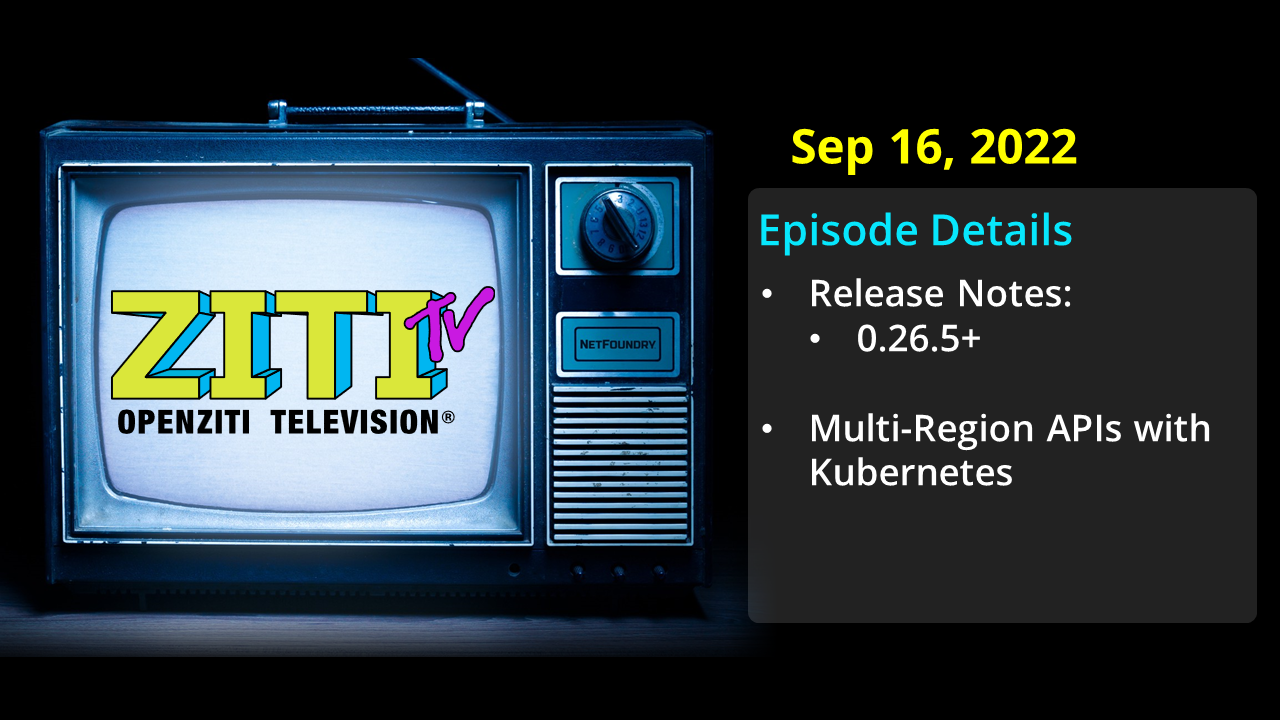 Sep 16, 2022
Episode Details
• Release Notes:
• 0.26.5+
• Multi-Region APIs with
Kubernetes
ZITI TV
OPENZITI TELEVISION®
NETFOUNDRY